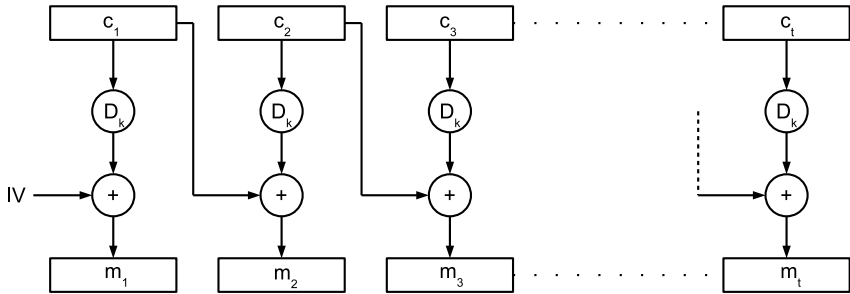 c₁ c₂ c₃ . . . . . . . . . . cₜ
Dₖ Dₖ Dₖ Dₖ
IV + + + +
m₁ m₂ m₃ . . . . . . . . . . mₜ